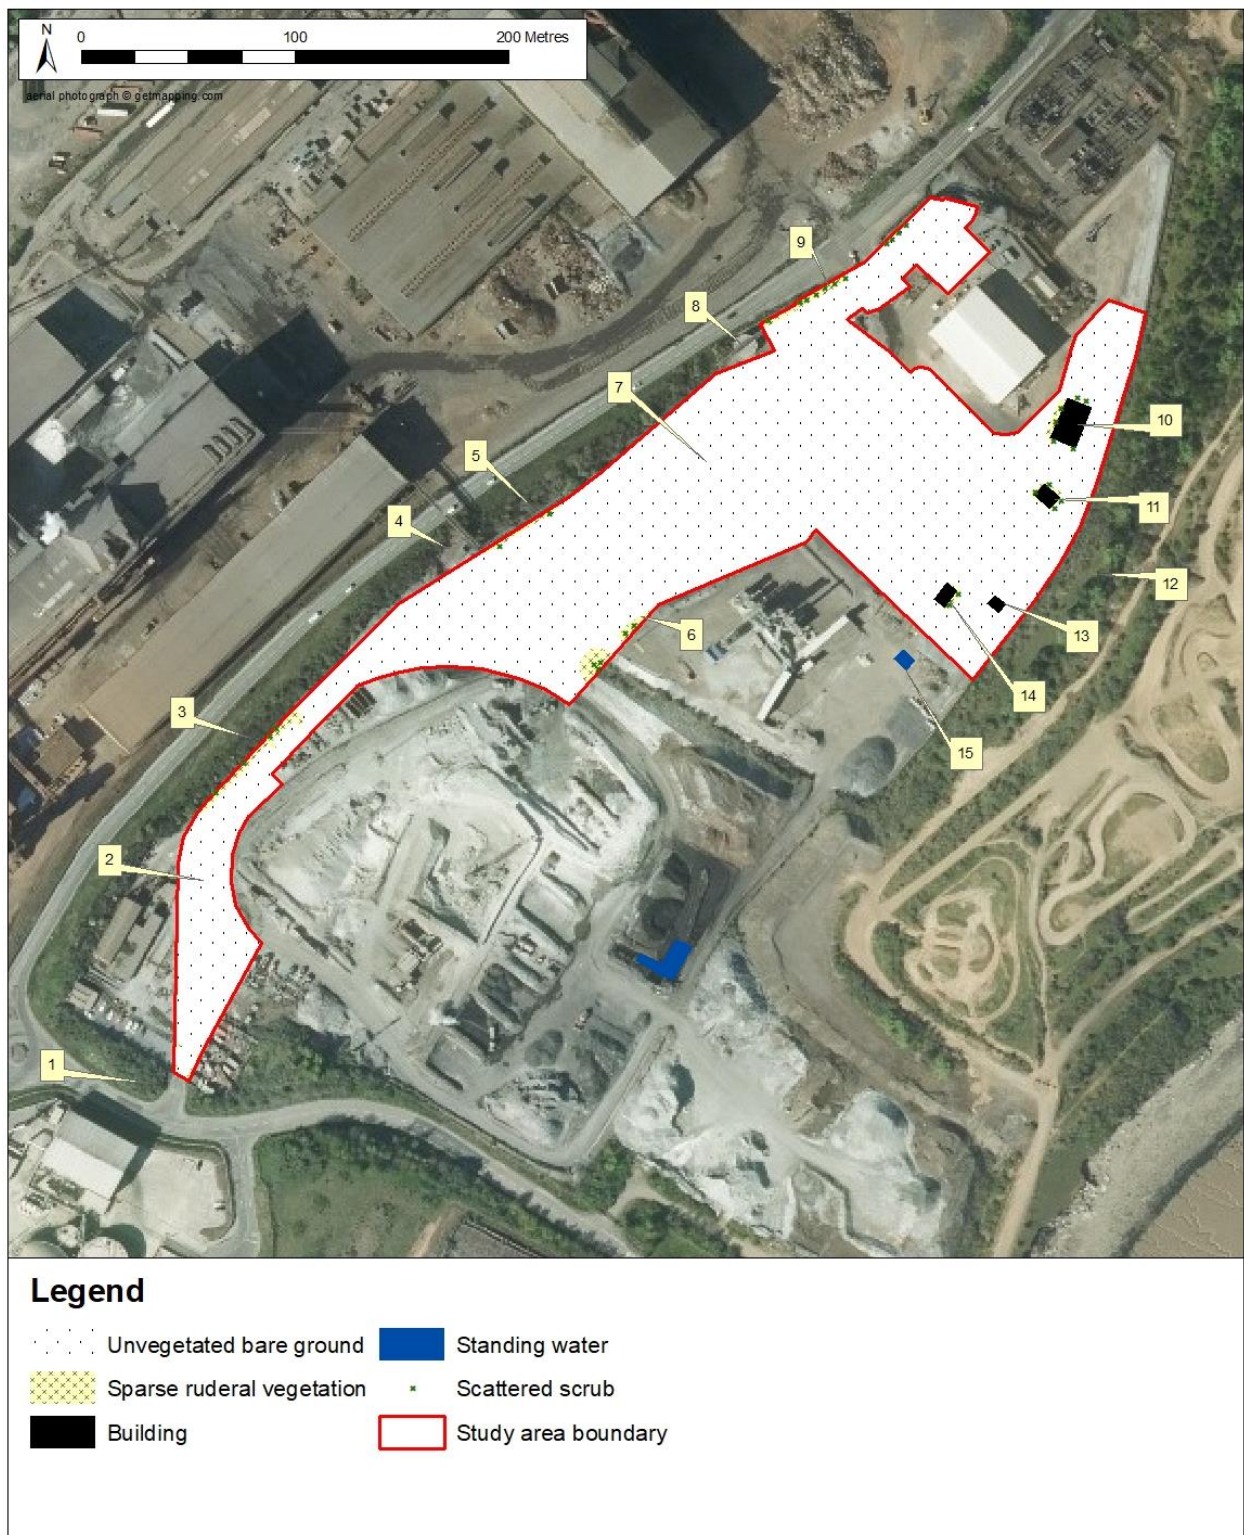 N
0 100 200 Metres
aerial photograph © getmapping.com
9
8
7
10
5
11
4
12
6
13
14
3
15
2
1
Legend
Unvegetated bare ground
Standing water
Sparse ruderal vegetation
Scattered scrub
Building
Study area boundary